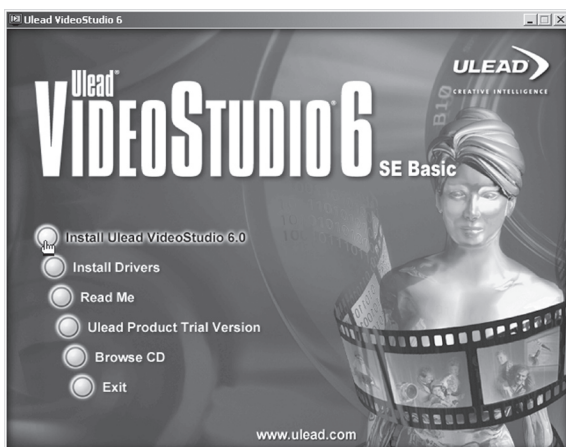 Ulead VideoStudio 6
ULEAD
CREATIVE INTELLIGENCE
Ulead®
VIDEOSTUDIO® 6
SE Basic
Install Ulead VideoStudio 6.0
Install Drivers
Read Me
Ulead Product Trial Version
Browse CD
Exit
www.ulead.com